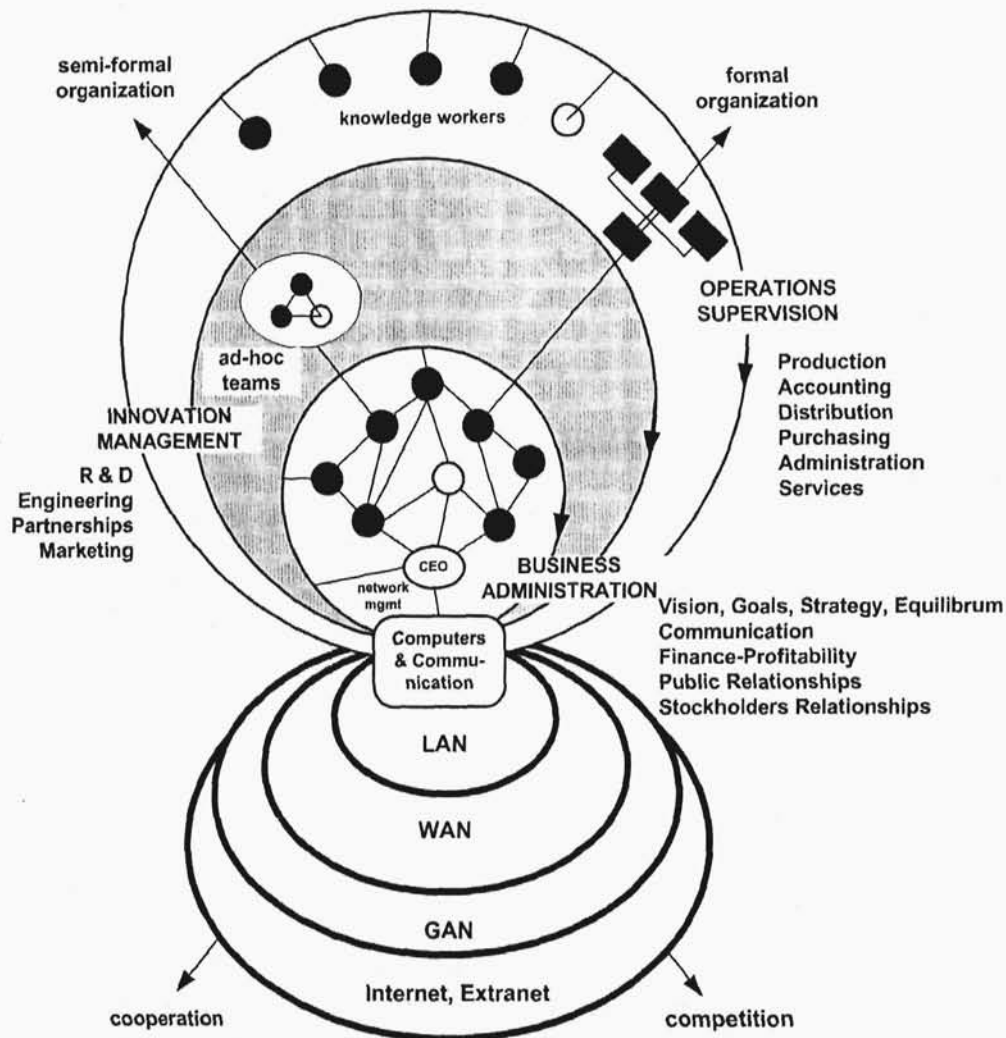 semi-formal
organization
formal
organization
knowledge workers
OPERATIONS
SUPERVISION
Production
Accounting
Distribution
Purchasing
Administration
Services
ad-hoc
teams
INNOVATION
MANAGEMENT
R & D
Engineering
Partnerships
Marketing
CEO
network
mgmt
BUSINESS
ADMINISTRATION
Vision, Goals, Strategy, Equilibrum
Communication
Finance-Profitability
Public Relationships
Stockholders Relationships
Computers
& Commu-
nication
LAN
WAN
GAN
Internet, Extranet
cooperation
competition